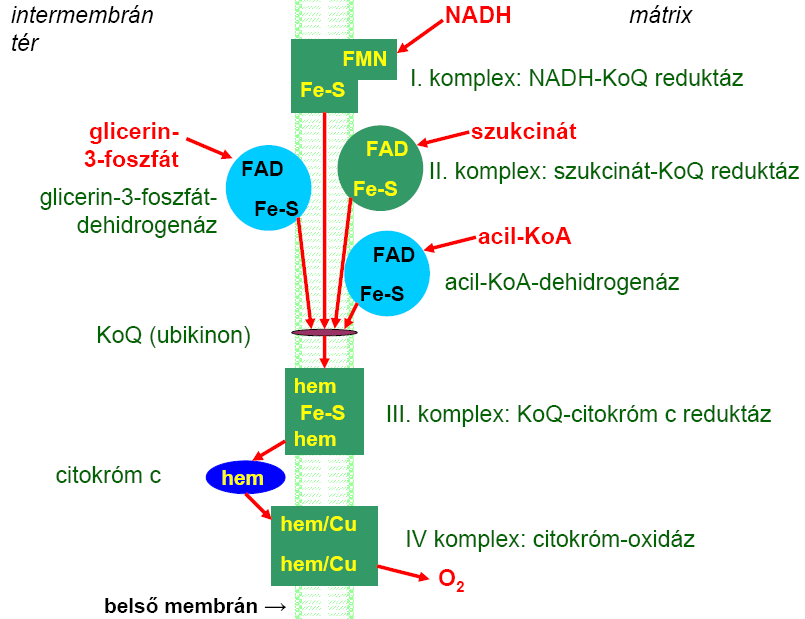 intermembrán
tér
NADH
mátrix
FMN
Fe-S
I. komplex: NADH-KoQ reduktáz
glicerin-
3-foszfát
FAD
Fe-S
glicerin-3-foszfát-
dehidrogenáz
szukcinát
FAD
Fe-S
II. komplex: szukcinát-KoQ reduktáz
acil-KoA
FAD
Fe-S
acil-KoA-dehidrogenáz
KoQ (ubikinon)
hem
Fe-S
hem
III. komplex: KoQ-citokróm c reduktáz
citokróm c
hem
hem/Cu
hem/Cu
IV komplex: citokróm-oxidáz
O₂
belső membrán →